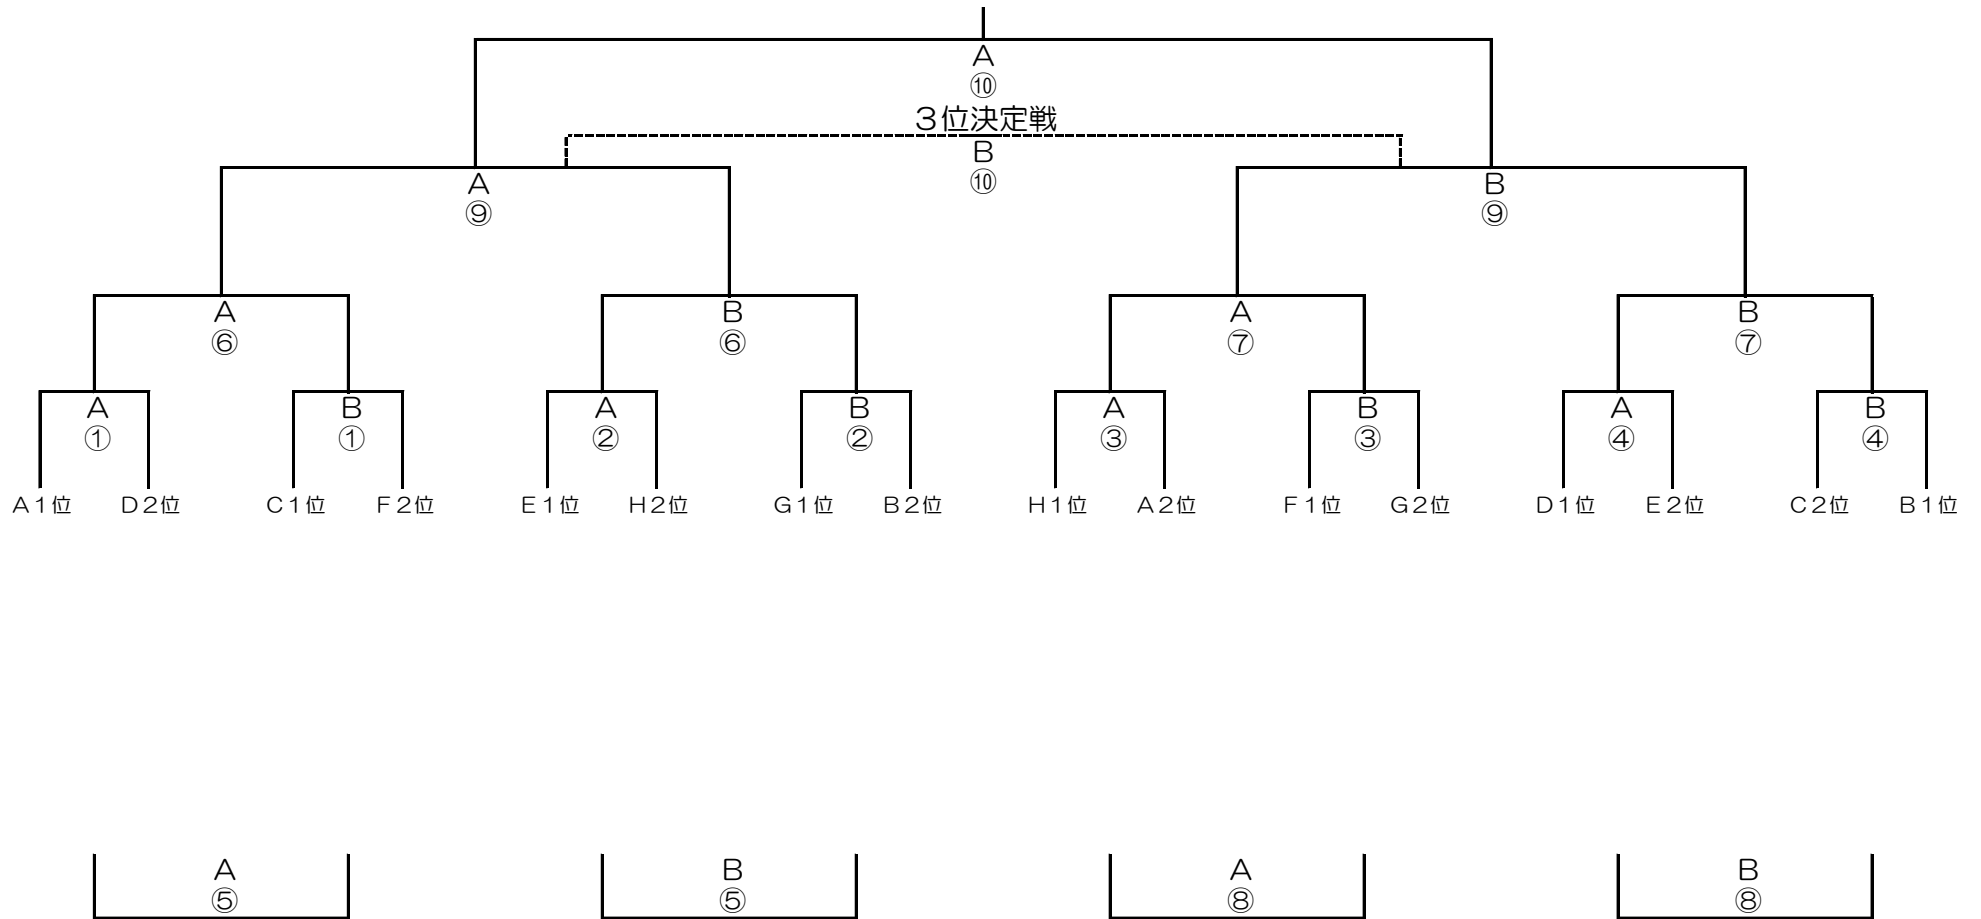 A
⑩
３位決定戦
B
⑩
A
⑨
B
⑨
A
⑥
B
⑥
A
⑦
B
⑦
A
①
B
①
A
②
B
②
A
③
B
③
A
④
B
④
A１位
D２位
C１位
F２位
E１位
H２位
G１位
B２位
H１位
A２位
F１位
G２位
D１位
E２位
C２位
B１位
A
⑤
B
⑤
A
⑧
B
⑧